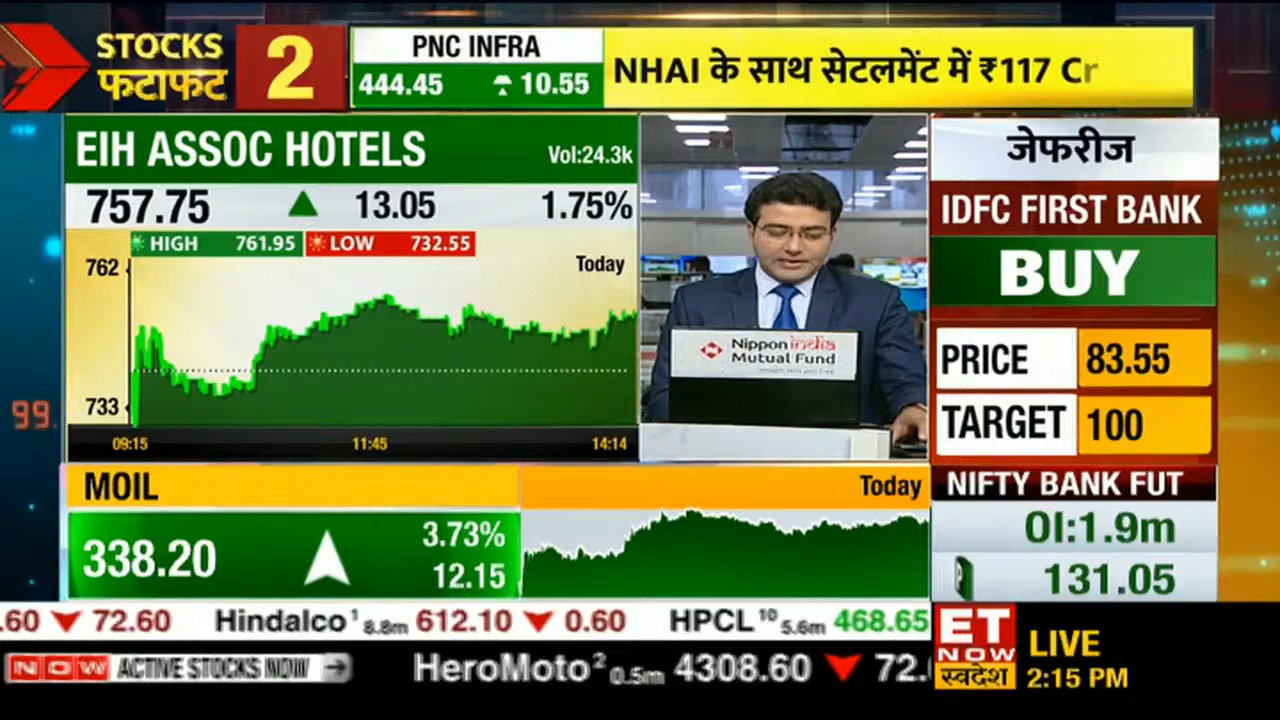 STOCKS
फटाफट
2
PNC INFRA
444.45 10.55
NHAI के साथ सेटलमेंट में ₹117 Cr
EIH ASSOC HOTELS
Vol:24.3k
757.75 13.05 1.75%
HIGH 761.95 LOW 732.55
762
Today
733
09:15 11:45 14:14
99
Nippon india
Mutual Fund
जेफरीज
IDFC FIRST BANK
BUY
PRICE 83.55
TARGET 100
MOIL
Today
338.20
3.73%
12.15
NIFTY BANK FUT
OI:1.9m
131.05
.60 72.60 Hindalco 1 8.8m 612.10 0.60 HPCL 10 5.6m 468.65
NOW ACTIVE STOCKS NOW HeroMoto 2 0.5m 4308.60 72.
ET
NOW
स्वदेश
LIVE
2:15 PM